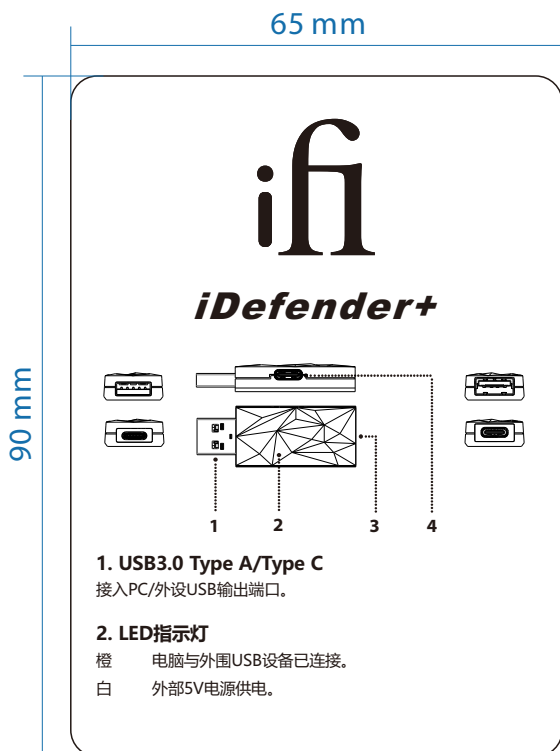 65 mm
90 mm
ifi
iDefender+
1
2
3
4
1. USB3.0 Type A/Type C
接入PC/外设USB输出端口。
2. LED指示灯
橙 电脑与外围USB设备已连接。
白 外部5V电源供电。